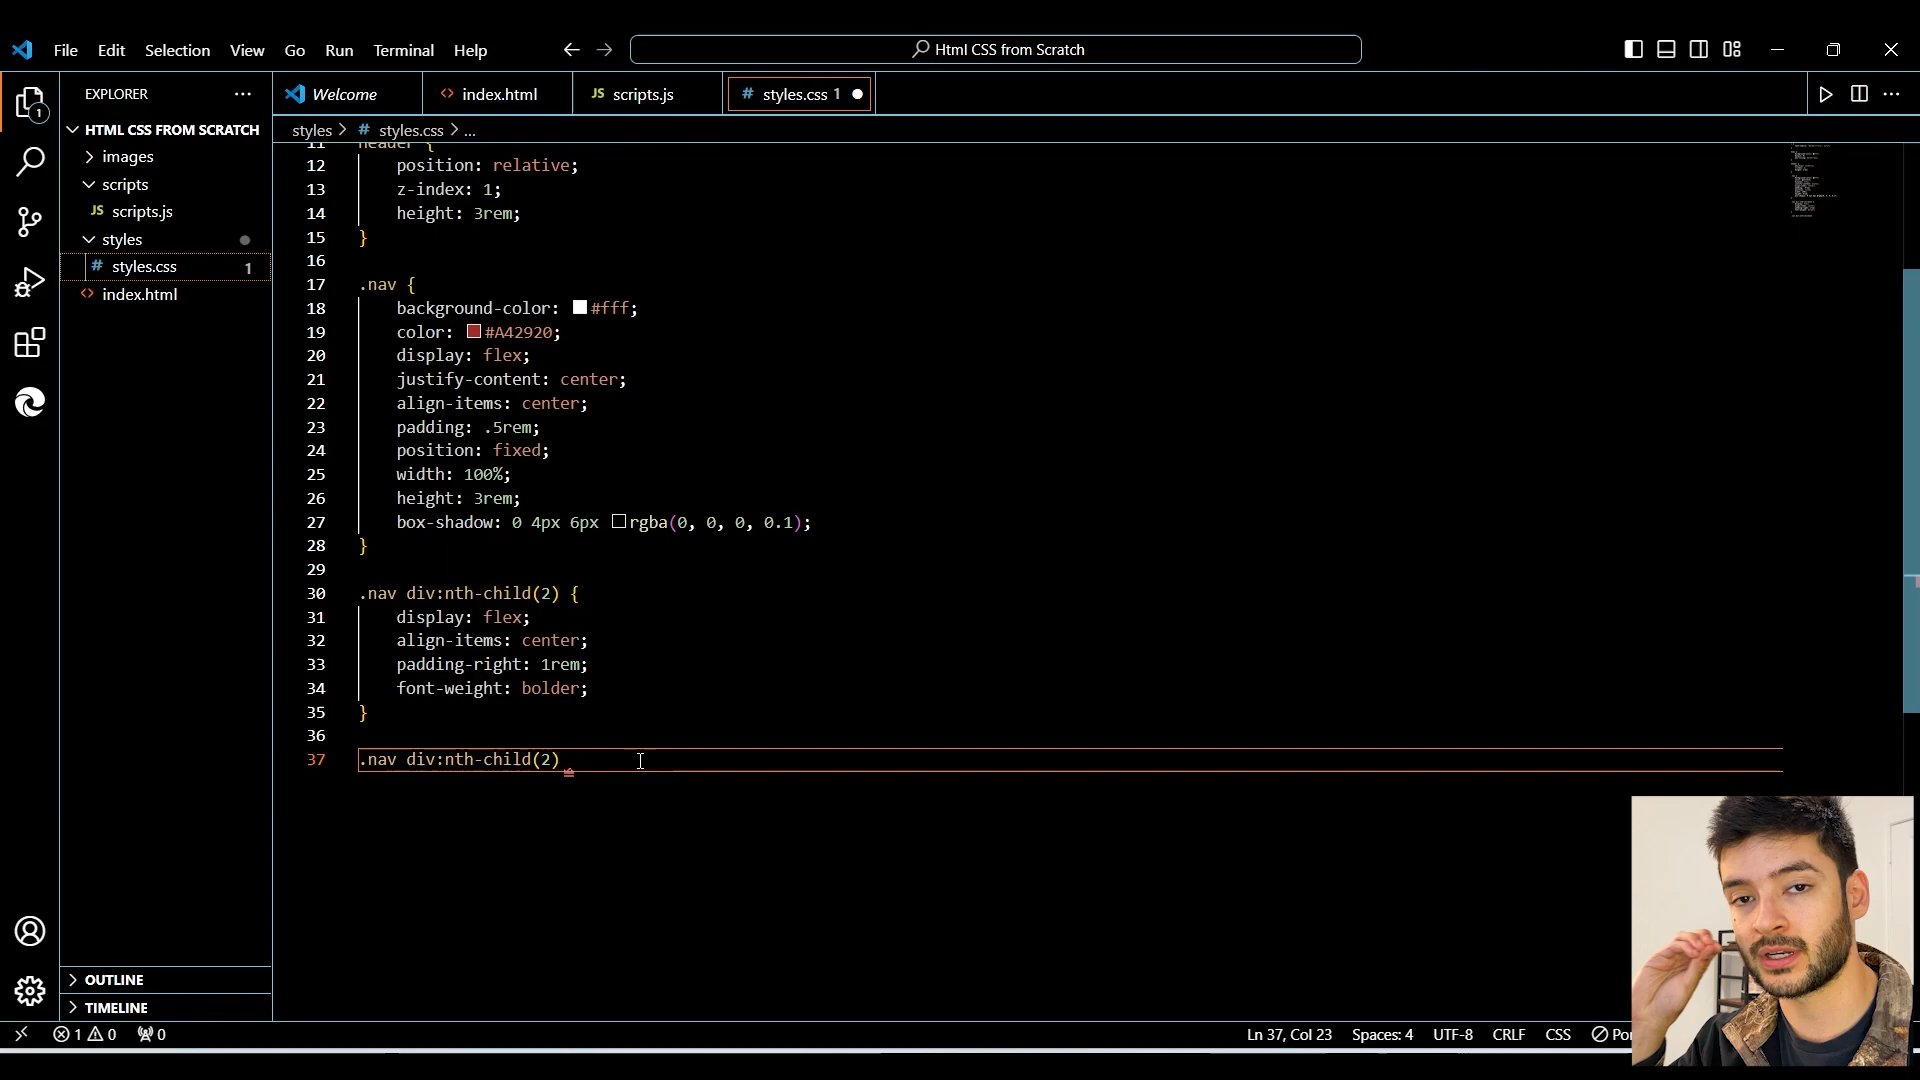 File Edit Selection View Go Run Terminal Help
Html CSS from Scratch
EXPLORER
Welcome
index.html
JS scripts.js
# styles.css 1
HTML CSS FROM SCRATCH
images
scripts
JS scripts.js
styles
# styles.css 1
index.html
styles > # styles.css > ...
11 header {
12 position: relative;
13 z-index: 1;
14 height: 3rem;
15 }
16
17 .nav {
18 background-color: #fff;
19 color: #A42920;
20 display: flex;
21 justify-content: center;
22 align-items: center;
23 padding: .5rem;
24 position: fixed;
25 width: 100%;
26 height: 3rem;
27 box-shadow: 0 4px 6px rgba(0, 0, 0, 0.1);
28 }
29
30 .nav div:nth-child(2) {
31 display: flex;
32 align-items: center;
33 padding-right: 1rem;
34 font-weight: bolder;
35 }
36
37 .nav div:nth-child(2)
1
OUTLINE
TIMELINE
1 0 0
Ln 37, Col 23 Spaces: 4 UTF-8 CRLF CSS